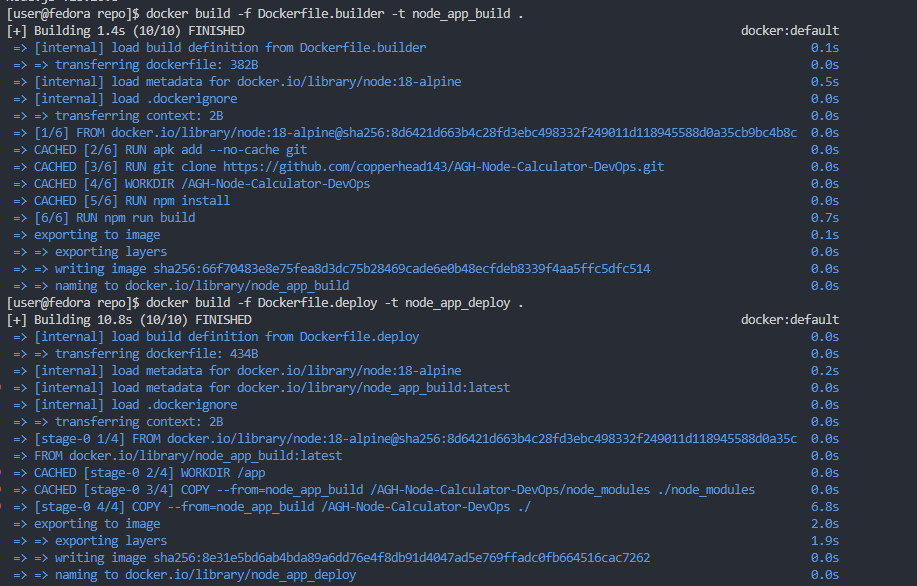 [user@fedora repo]$ docker build -f Dockerfile.builder -t node_app_build .
[+] Building 1.4s (10/10) FINISHED docker:default
=> [internal] load build definition from Dockerfile.builder 0.1s
=> => transferring dockerfile: 382B 0.0s
=> [internal] load metadata for docker.io/library/node:18-alpine 0.5s
=> [internal] load .dockerignore 0.0s
=> => transferring context: 2B 0.0s
=> [1/6] FROM docker.io/library/node:18-alpine@sha256:8d6421d663b4c28fd3ebc498332f249011d118945588d0a35cb9bc4b8c 0.0s
=> CACHED [2/6] RUN apk add --no-cache git 0.0s
=> CACHED [3/6] RUN git clone https://github.com/copperhead143/AGH-Node-Calculator-DevOps.git 0.0s
=> CACHED [4/6] WORKDIR /AGH-Node-Calculator-DevOps 0.0s
=> CACHED [5/6] RUN npm install 0.0s
=> [6/6] RUN npm run build 0.7s
=> exporting to image 0.1s
=> => exporting layers 0.0s
=> => writing image sha256:66f70483e8e75fea8d3dc75b28469cade6e0b48ecfdeb8339f4aa5ffc5dfc514 0.0s
=> => naming to docker.io/library/node_app_build 0.0s
[user@fedora repo]$ docker build -f Dockerfile.deploy -t node_app_deploy .
[+] Building 10.8s (10/10) FINISHED docker:default
=> [internal] load build definition from Dockerfile.deploy 0.0s
=> => transferring dockerfile: 434B 0.0s
=> [internal] load metadata for docker.io/library/node:18-alpine 0.2s
=> [internal] load metadata for docker.io/library/node_app_build:latest 0.0s
=> [internal] load .dockerignore 0.0s
=> => transferring context: 2B 0.0s
=> [stage-0 1/4] FROM docker.io/library/node:18-alpine@sha256:8d6421d663b4c28fd3ebc498332f249011d118945588d0a35c 0.0s
=> FROM docker.io/library/node_app_build:latest 0.0s
=> CACHED [stage-0 2/4] WORKDIR /app 0.0s
=> CACHED [stage-0 3/4] COPY --from=node_app_build /AGH-Node-Calculator-DevOps/node_modules ./node_modules 0.0s
=> [stage-0 4/4] COPY --from=node_app_build /AGH-Node-Calculator-DevOps ./ 6.8s
=> exporting to image 2.0s
=> => exporting layers 1.9s
=> => writing image sha256:8e31e5bd6ab4bda89a6dd76e4f8db91d4047ad5e769ffadc0fb664516cac7262 0.0s
=> => naming to docker.io/library/node_app_deploy 0.0s